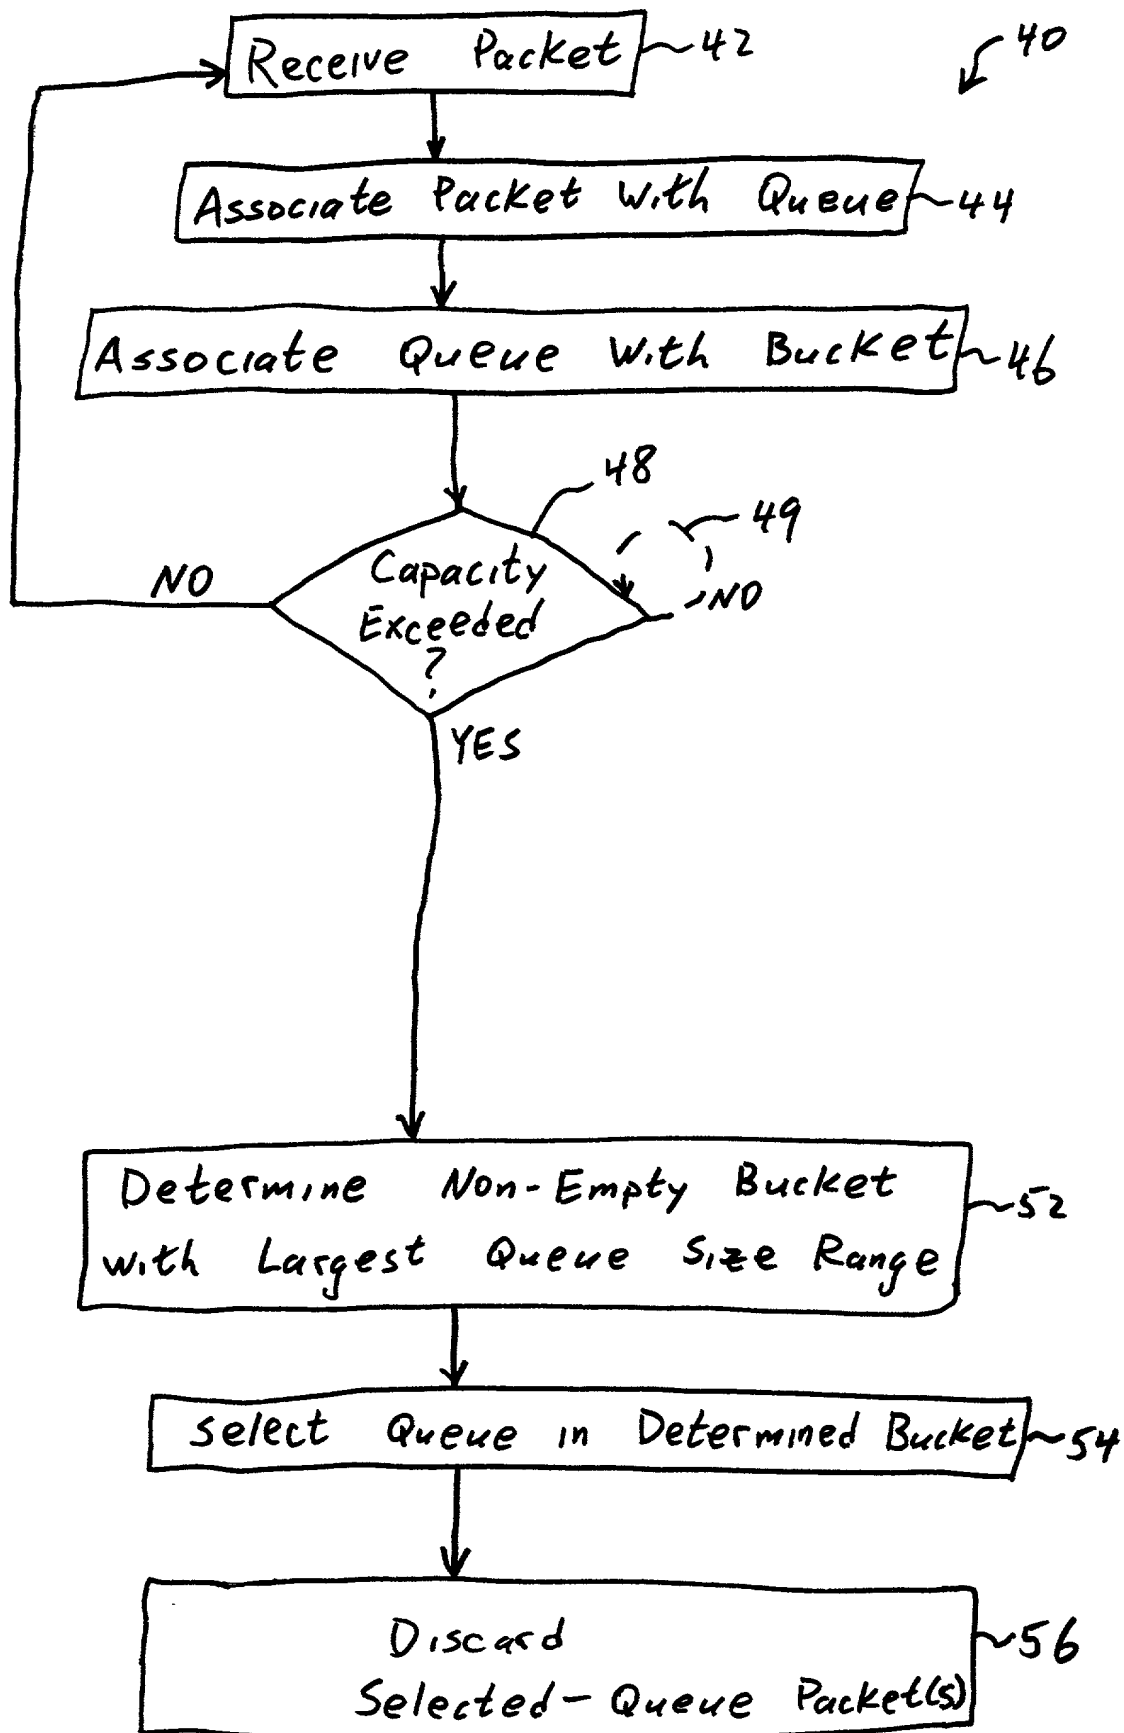 Receive Packet 42
40
Associate Packet With Queue 44
Associate Queue With Bucket 46
48
49
NO
Capacity
Exceeded
?
NO
YES
Determine Non-Empty Bucket
with Largest Queue Size Range
52
Select Queue in Determined Bucket 54
Discard
Selected-Queue Packet(s)
56